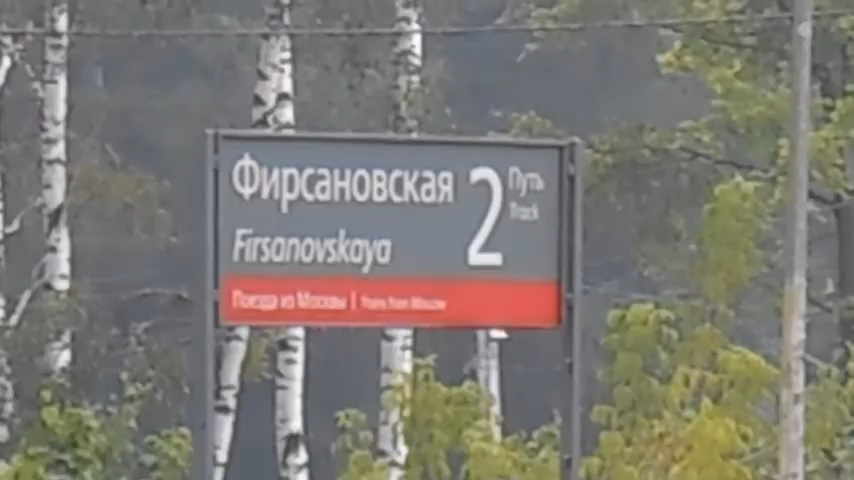 Фирсановская
Firsanovskaya
2
Путь
Track
Поезда из Москвы | Trains from Moscow